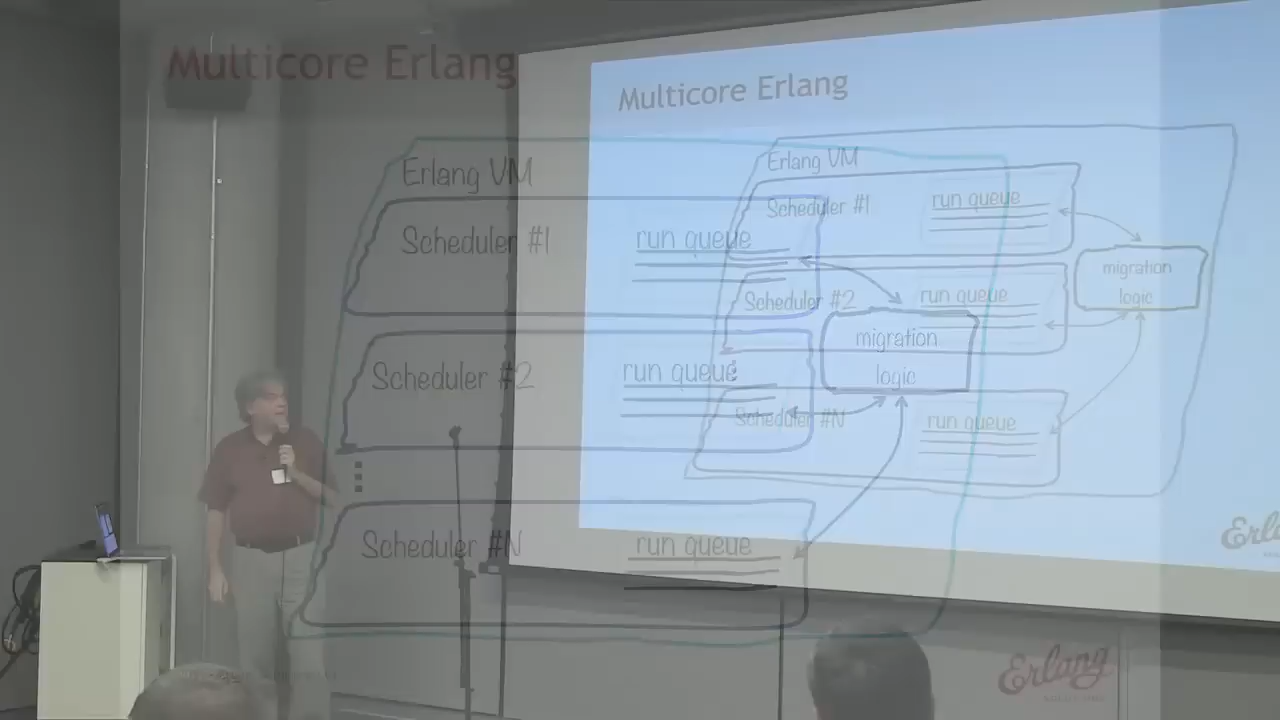 Multicore Erlang
Erlang VM
Scheduler #1
run queue
Scheduler #2
run queue
migration
logic
Scheduler #N
run queue
Erlang
Multicore Erlang
Erlang VM
Scheduler #1
run queue
Scheduler #2
run queue
migration
logic
Scheduler #N
run queue